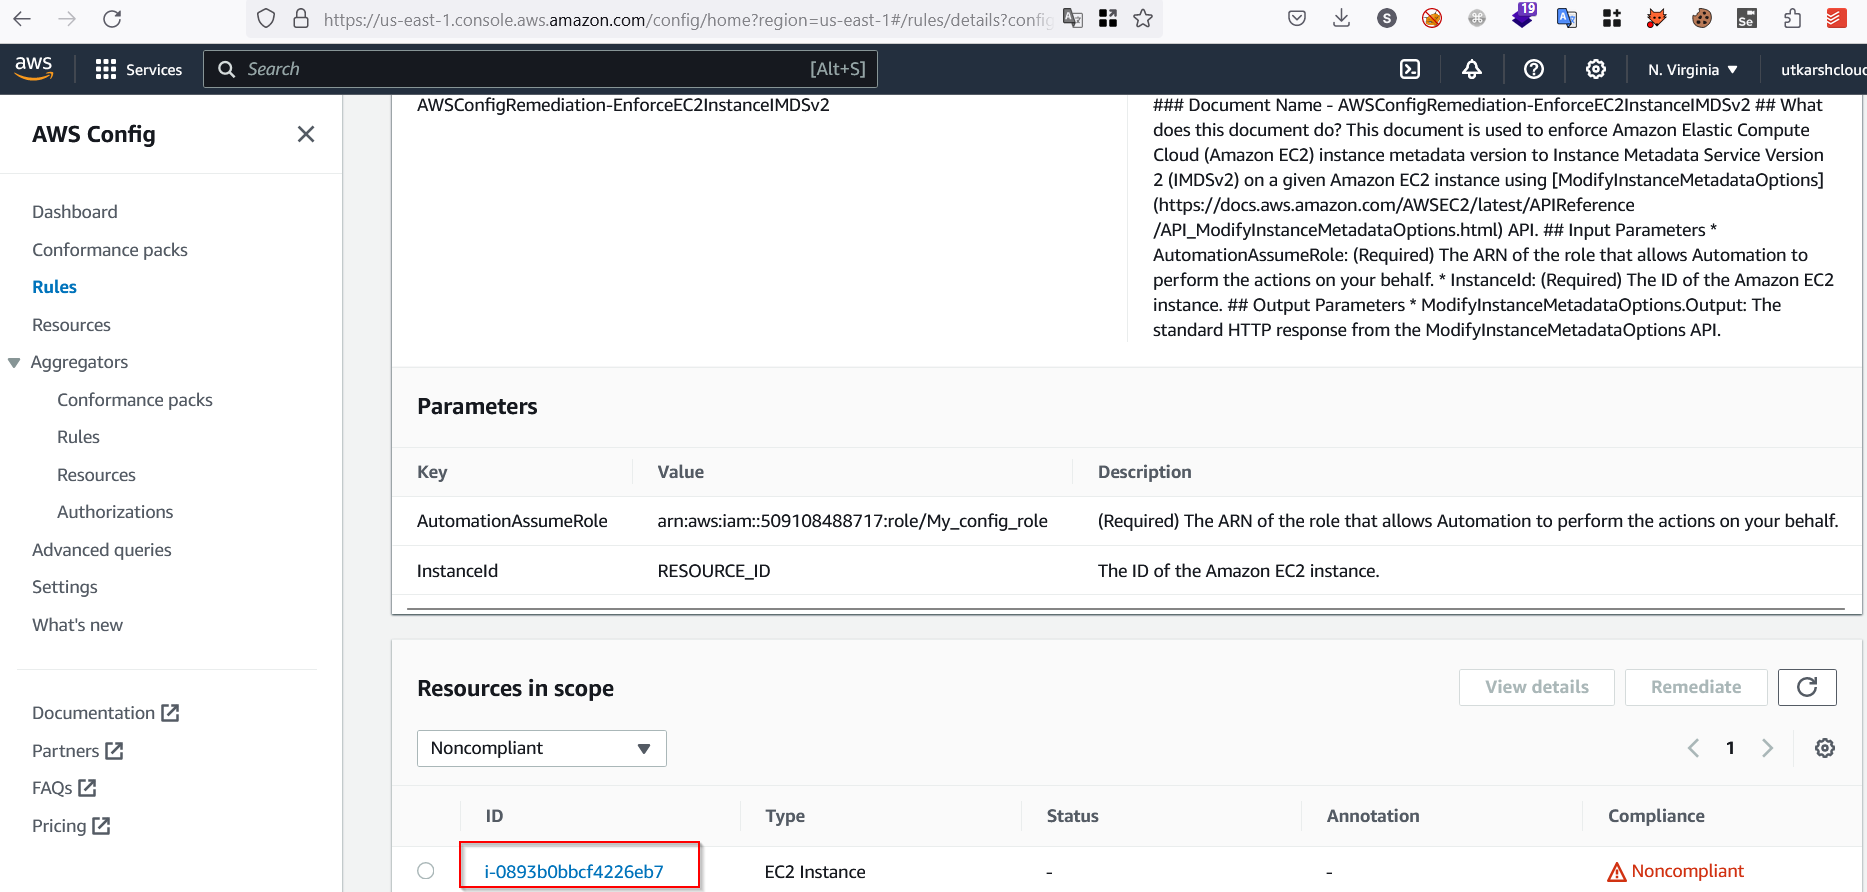 https://us-east-1.console.aws.amazon.com/config/home?region=us-east-1#/rules/details?config
S
19
Se
aws
Services
Search
[Alt+S]
N. Virginia
utkarshclou
AWS Config
Dashboard
Conformance packs
Rules
Resources
Aggregators
Conformance packs
Rules
Resources
Authorizations
Advanced queries
Settings
What's new
Documentation
Partners
FAQs
Pricing
AWSConfigRemediation-EnforceEC2InstanceIMDSv2
### Document Name - AWSConfigRemediation-EnforceEC2InstanceIMDSv2 ## What
does this document do? This document is used to enforce Amazon Elastic Compute
Cloud (Amazon EC2) instance metadata version to Instance Metadata Service Version
2 (IMDSv2) on a given Amazon EC2 instance using [ModifyInstanceMetadataOptions]
(https://docs.aws.amazon.com/AWSEC2/latest/APIReference
/API_ModifyInstanceMetadataOptions.html) API. ## Input Parameters *
AutomationAssumeRole: (Required) The ARN of the role that allows Automation to
perform the actions on your behalf. * InstanceId: (Required) The ID of the Amazon EC2
instance. ## Output Parameters * ModifyInstanceMetadataOptions.Output: The
standard HTTP response from the ModifyInstanceMetadataOptions API.
Parameters
Key Value Description
AutomationAssumeRole arn:aws:iam::509108488717:role/My_config_role (Required) The ARN of the role that allows Automation to perform the actions on your behalf.
InstanceId RESOURCE_ID The ID of the Amazon EC2 instance.
Resources in scope
View details
Remediate
Noncompliant
1
ID Type Status Annotation Compliance
i-0893b0bbcf4226eb7 EC2 Instance - - Noncompliant